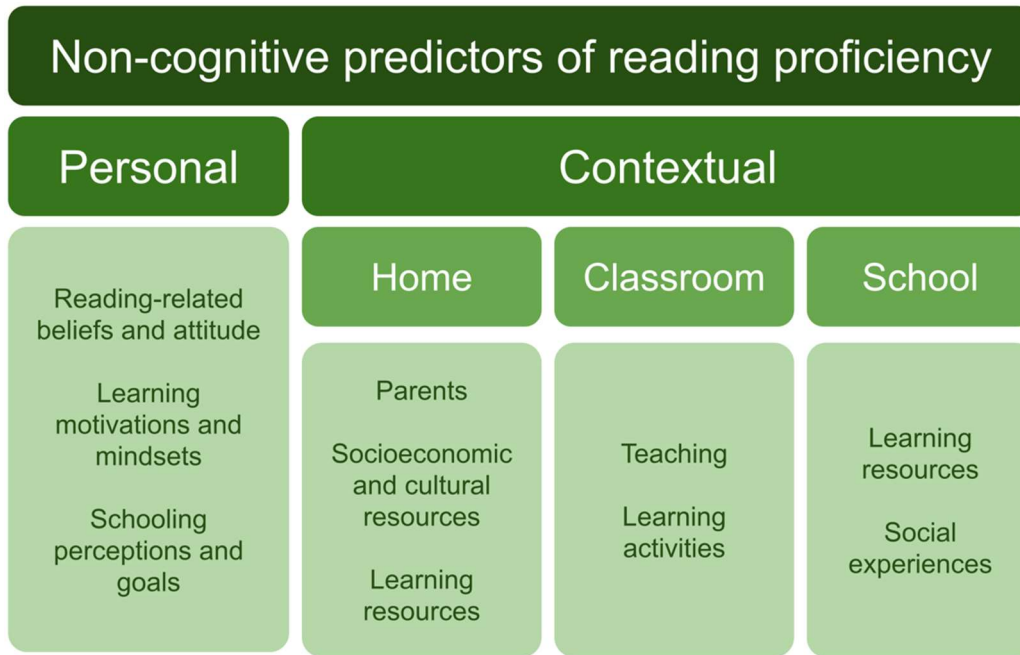 Non-cognitive predictors of reading proficiency
Personal
Contextual
Reading-related
beliefs and attitude
Learning
motivations and
mindsets
Schooling
perceptions and
goals
Home
Classroom
School
Parents
Socioeconomic
and cultural
resources
Learning
resources
Teaching
Learning
activities
Learning
resources
Social
experiences